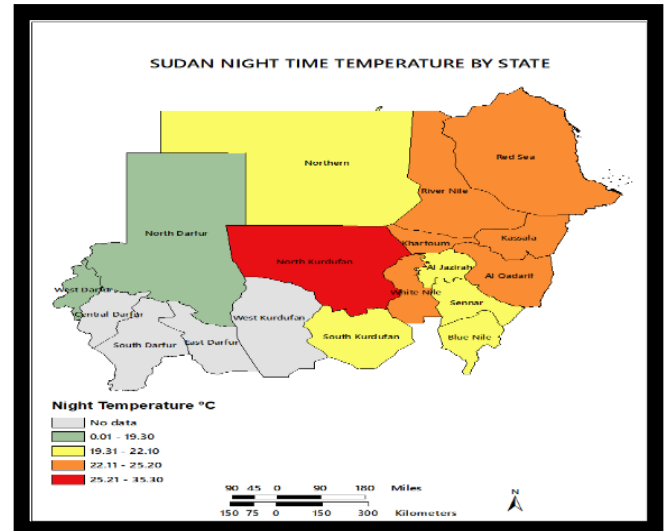 SUDAN NIGHT TIME TEMPERATURE BY STATE
Northern
Red Sea
River Nile
North Darfur
Khartoum
Kassala
North Kurdufan
Al Jazirah
Al Qadarif
West Darfur
White Nile
Sennar
Central Darfur
West Kurdufan
South Kurdufan
Blue Nile
South Darfur
East Darfur
Night Temperature °C
No data
0.01 - 19.30
19.31 - 22.10
22.11 - 25.20
25.21 - 35.30
90 45 0 90 180 Miles
150 75 0 150 300 Kilometers
N